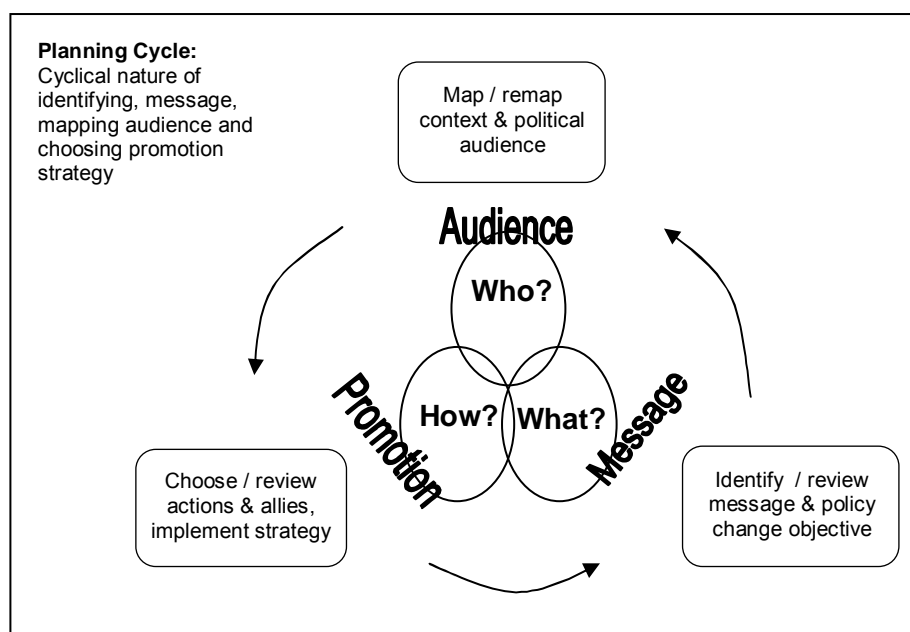 Planning Cycle:
Cyclical nature of
identifying, message,
mapping audience and
choosing promotion
strategy
Map / remap
context & political
audience
Audience
Who?
Promotion
How?
What?
Message
Choose / review
actions & allies,
implement strategy
Identify / review
message & policy
change objective